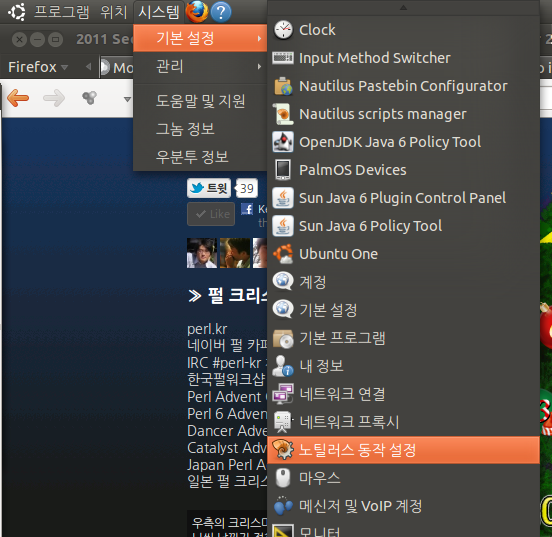 프로그램 위치 시스템
2011 See
기본 설정
관리
도움말 및 지원
그놈 정보
우분투 정보
Clock
Input Method Switcher
Nautilus Pastebin Configurator
Nautilus scripts manager
OpenJDK Java 6 Policy Tool
PalmOS Devices
Sun Java 6 Plugin Control Panel
Sun Java 6 Policy Tool
Ubuntu One
계정
기본 설정
기본 프로그램
내 정보
네트워크 연결
네트워크 프록시
노틸러스 동작 설정
마우스
메신저 및 VoIP 계정
모니터
Firefox
Mo
트윗 39
Like
K
th
≫ 펄 크리스
perl.kr
네이버 펄 카페
IRC #perl-kr
한국펄워크샵
Perl Advent
Perl 6 Adven
Dancer Adve
Catalyst Adv
Japan Perl A
일본 펄 크리스
우측의 크리스마